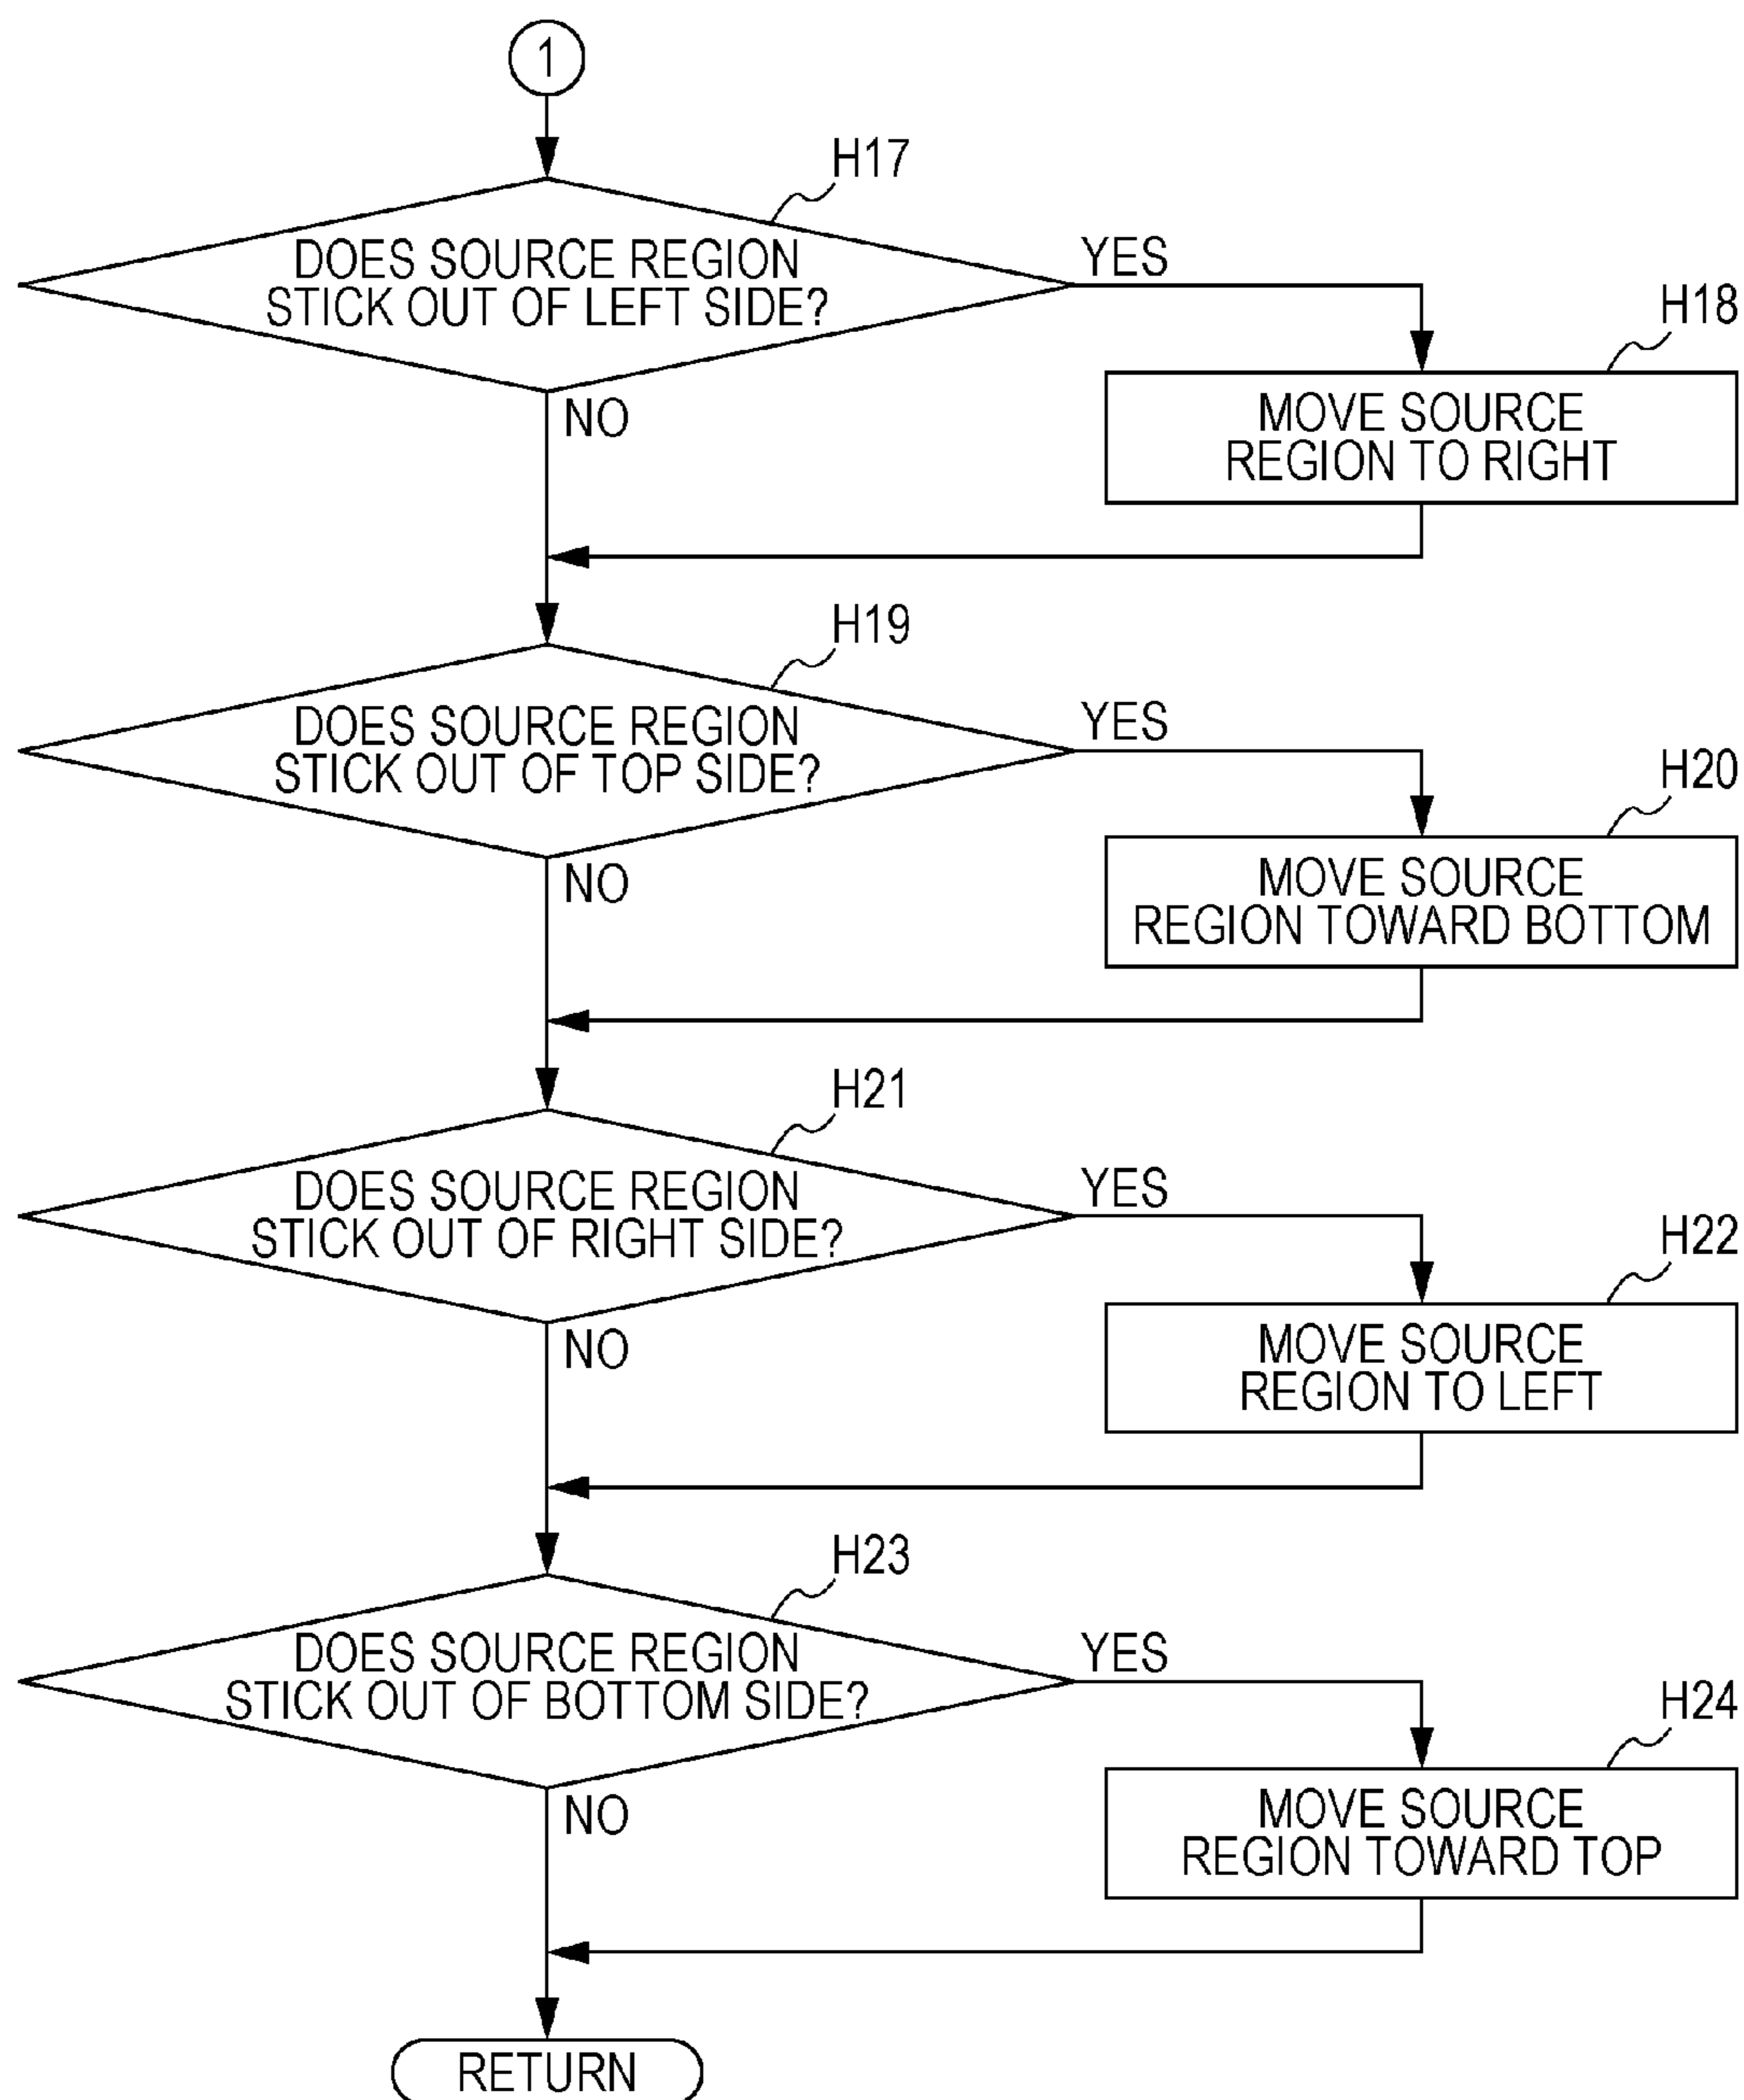 1
H17
DOES SOURCE REGION
STICK OUT OF LEFT SIDE?
YES
NO
H18
MOVE SOURCE
REGION TO RIGHT
H19
DOES SOURCE REGION
STICK OUT OF TOP SIDE?
YES
NO
H20
MOVE SOURCE
REGION TOWARD BOTTOM
H21
DOES SOURCE REGION
STICK OUT OF RIGHT SIDE?
YES
NO
H22
MOVE SOURCE
REGION TO LEFT
H23
DOES SOURCE REGION
STICK OUT OF BOTTOM SIDE?
YES
NO
H24
MOVE SOURCE
REGION TOWARD TOP
RETURN